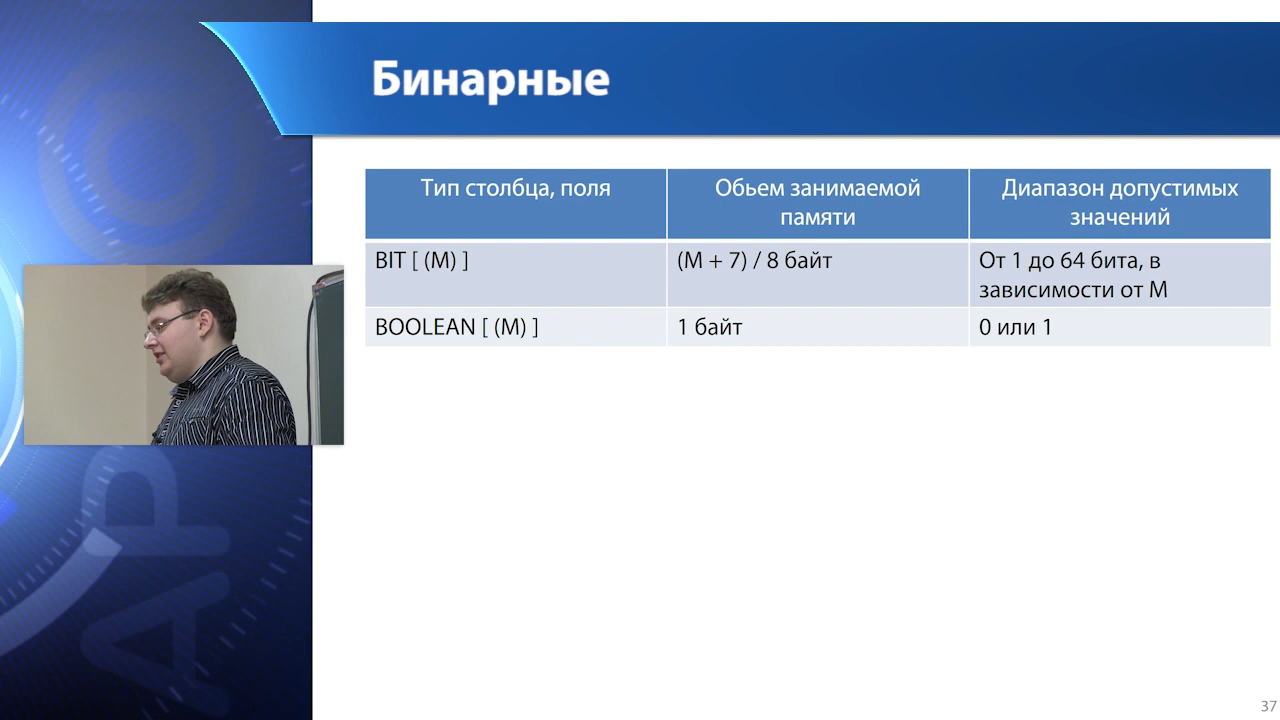 Бинарные
Тип столбца, поля
Обьем занимаемой
памяти
Диапазон допустимых
значений
BIT [ (M) ]
(M + 7) / 8 байт
От 1 до 64 бита, в
зависимости от M
BOOLEAN [ (M) ]
1 байт
0 или 1
37